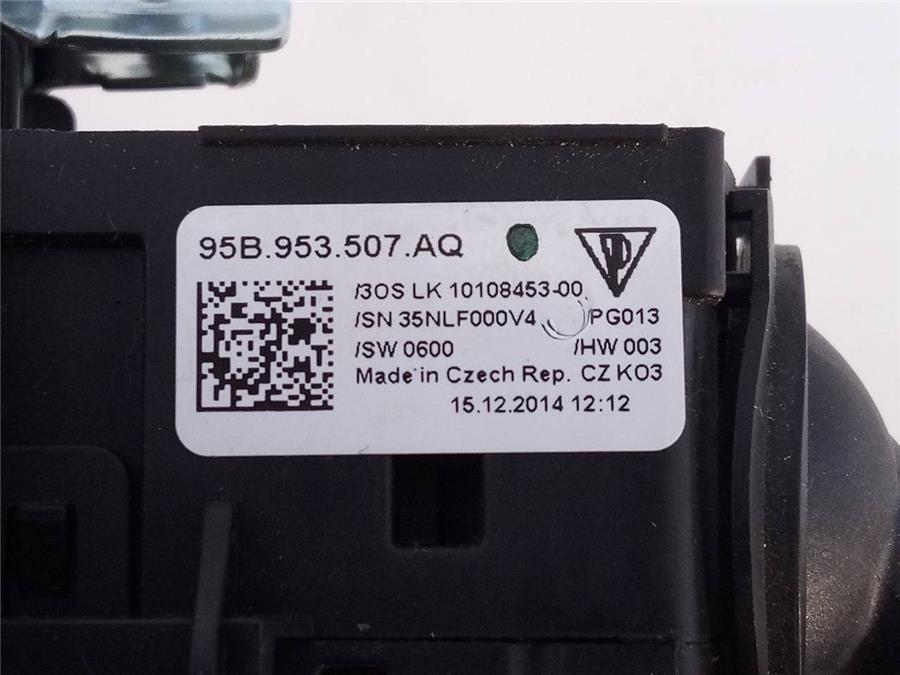 95B.953.507.AQ
/3OS LK 10108453-00
/SN 35NLF000V4 /PG013
/SW 0600 /HW 003
Made in Czech Rep. CZ KO3
15.12.2014 12:12